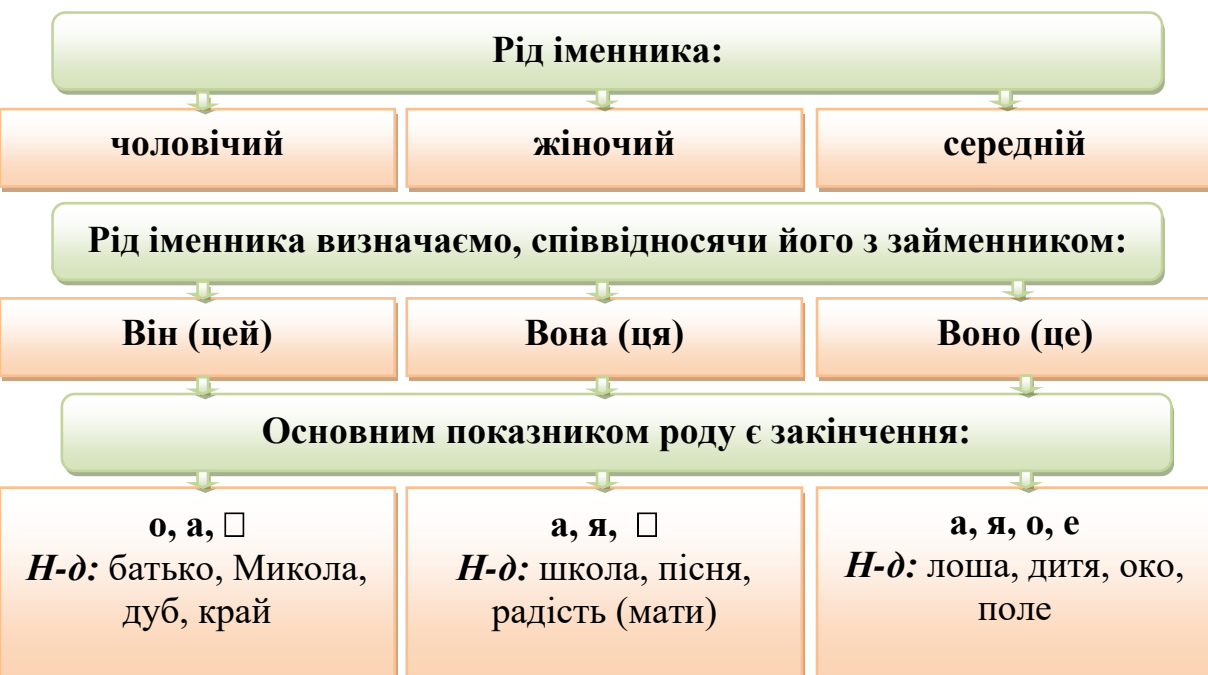 Рід іменника:
чоловічий
жіночий
середній
Рід іменника визначаємо, співвідносячи його з займенником:
Він (цей)
Вона (ця)
Воно (це)
Основним показником роду є закінчення:
о, а, □
Н-д: батько, Микола,
дуб, край
а, я, □
Н-д: школа, пісня,
радість (мати)
а, я, о, е
Н-д: лоша, дитя, око,
поле